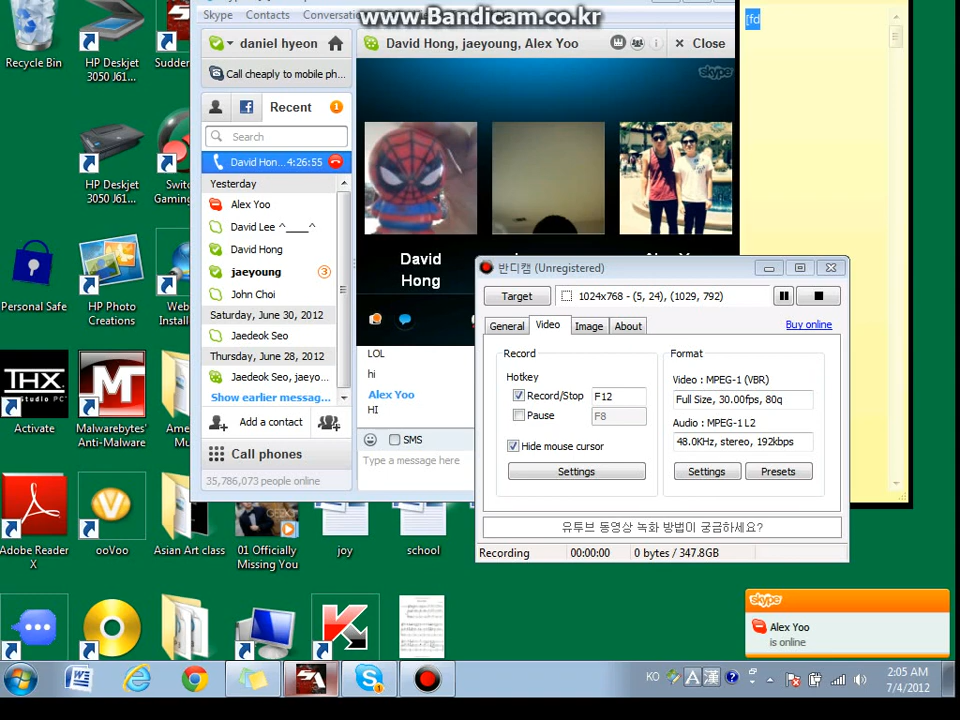 www.Bandicam.co.kr
Skype Contacts
daniel hyeon
Call cheaply to mobile ph...
Recent
1
Search
David Hon... 4:26:55
Yesterday
Alex Yoo
David Lee ^____^
David Hong
jaeyoung
3
John Choi
Saturday, June 30, 2012
Jaedeok Seo
Thursday, June 28, 2012
Jaedeok Seo, jaeyo...
Show earlier messag...
Add a contact
Call phones
35,786,073 people online
David Hong, jaeyoung, Alex Yoo
Close
skype
David
Hong
LOL
hi
Alex Yoo
HI
SMS
Type a message here
[fd
반디캠 (Unregistered)
Target
1024x768 - (5, 24), (1029, 792)
General
Video
Image
About
Buy online
Record
Hotkey
Record/Stop
F12
Pause
F8
Hide mouse cursor
Settings
Format
Video : MPEG-1 (VBR)
Full Size, 30.00fps, 80q
Audio : MPEG-1 L2
48.0KHz, stereo, 192kbps
Settings
Presets
유투브 동영상 녹화 방법이 궁금하세요?
Recording
00:00:00
0 bytes / 347.8GB
Recycle Bin
HP Deskjet
3050 J61...
HP Deskjet
3050 J61...
Personal Safe
HP Photo
Creations
THX
Studio PC
Activate
Malwarebytes'
Anti-Malware
Adobe Reader
X
ooVoo
Asian Art class
01 Officially
Missing You
joy
school
skype
Alex Yoo
is online
KO
A
漢
2:05 AM
7/4/2012